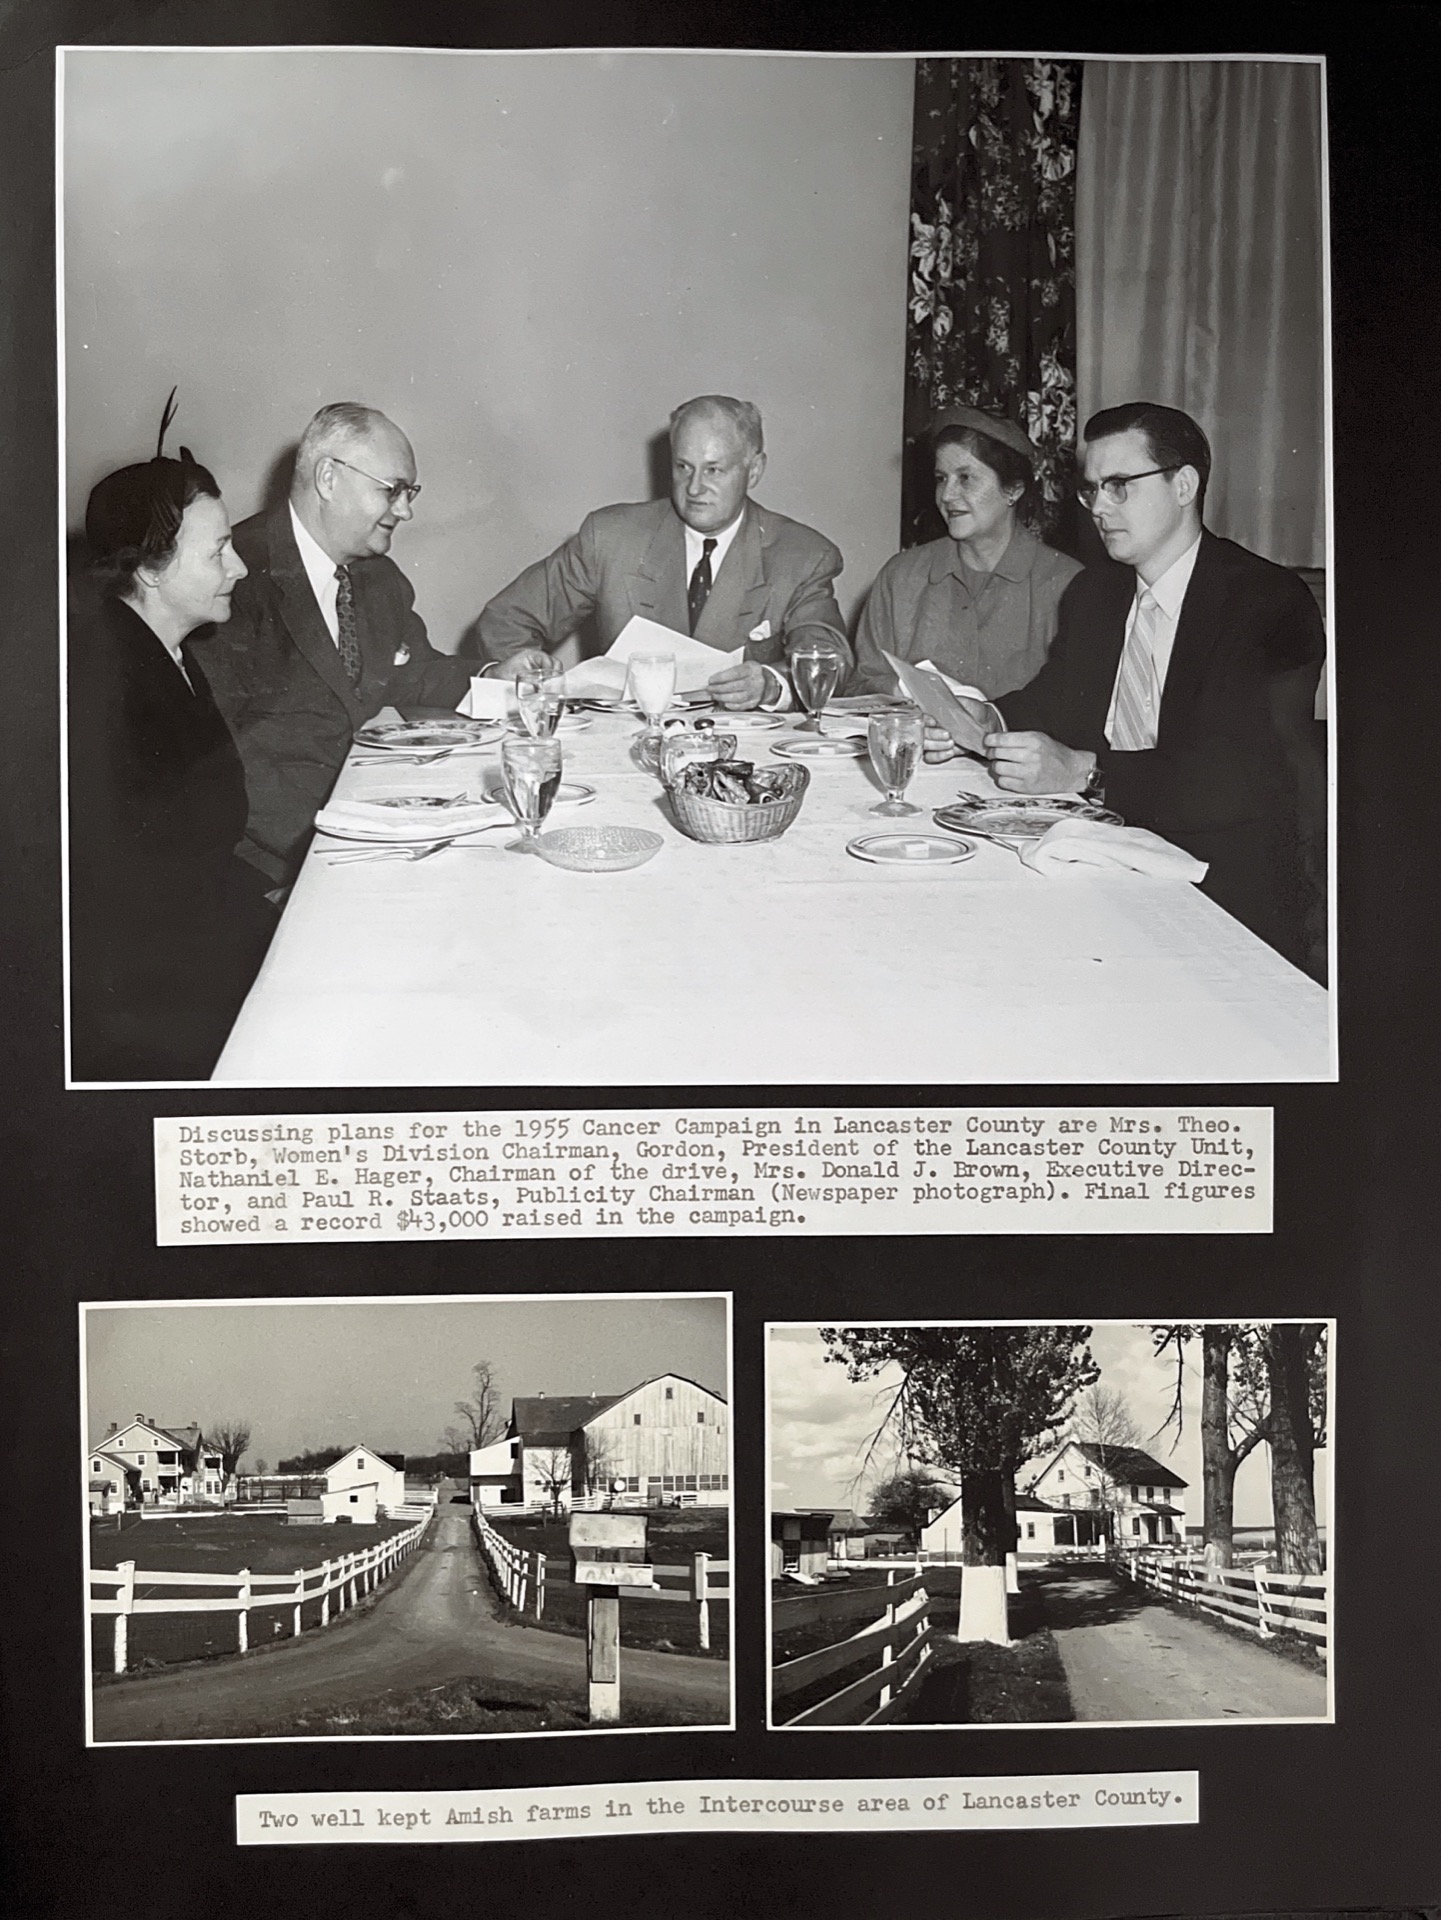 Discussing plans for the 1955 Cancer Campaign in Lancaster County are Mrs. Theo.
Storb, Women's Division Chairman, Gordon, President of the Lancaster County Unit,
Nathaniel E. Hager, Chairman of the drive, Mrs. Donald J. Brown, Executive Direc-
tor, and Paul R. Staats, Publicity Chairman (Newspaper photograph). Final figures
showed a record $43,000 raised in the campaign.
Two well kept Amish farms in the Intercourse area of Lancaster County.